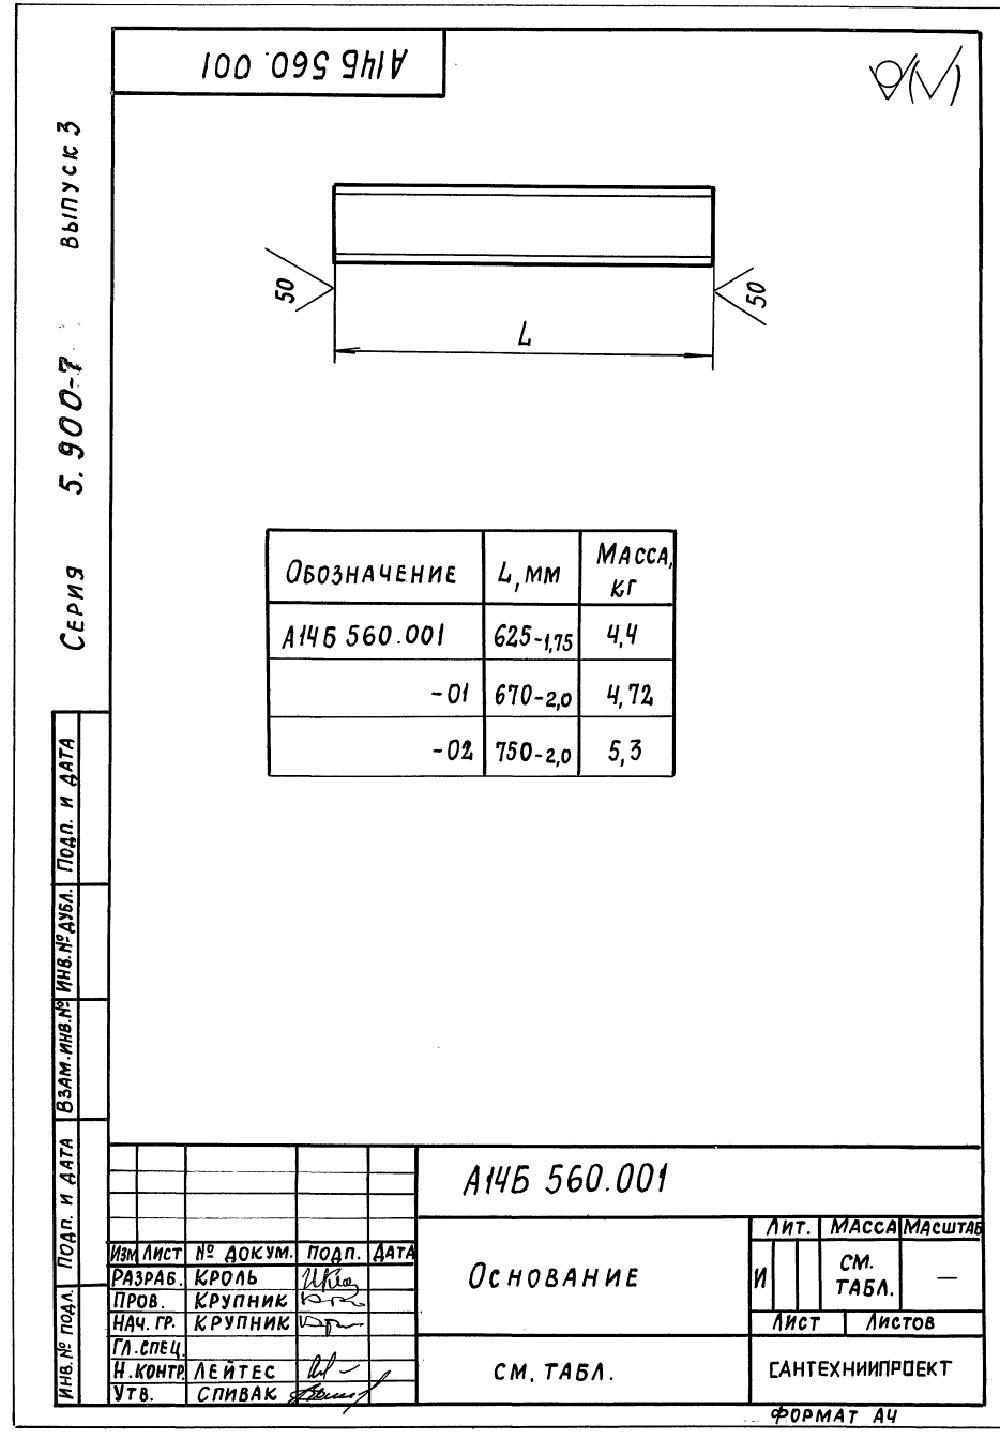 А14Б 560.001
Серия 5.900-7 выпуск 3
50
50
L
Обозначение L, мм Масса, кг
А14Б 560.001 625-1,75 4,4
-01 670-2,0 4,72
-02 750-2,0 5,3
Подп. и дата
Инв.№ дубл.
Взам.инв.№
Подп. и дата
Инв.№ подл.
А14Б 560.001
Изм Лист № докум. Подп. Дата
Разраб. Кроль
Пров. Крупник
Нач. гр. Крупник
Гл.спец.
Н.контр. Лейтес
Утв. Спивак
Основание
см. табл.
Лит. Масса Масштаб
И см. табл. —
Лист Листов
Сантехниипроект
Формат А4